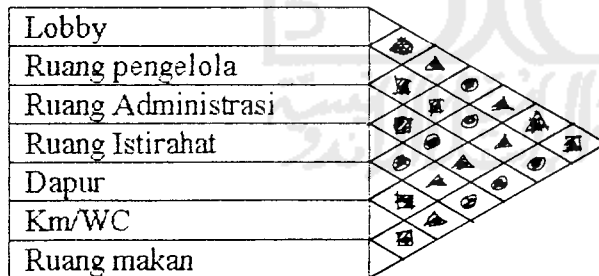 Lobby
Ruang pengelola
Ruang Administrasi
Ruang Istirahat
Dapur
Km/WC
Ruang makan